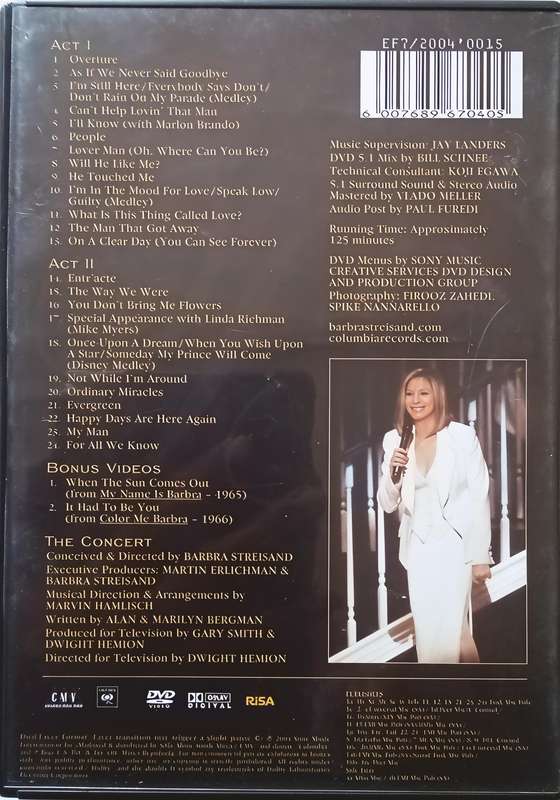 ACT I
1. Overture
2. As If We Never Said Goodbye
3. I'm Still Here/Everybody Says Don't/
Don't Rain On My Parade (Medley)
4. Can't Help Lovin' That Man
5. I'll Know (with Marlon Brando)
6. People
7. Lover Man (Oh, Where Can You Be?)
8. Will He Like Me?
9. He Touched Me
10. I'm In The Mood For Love/Speak Low/
Guilty (Medley)
11. What Is This Thing Called Love?
12. The Man That Got Away
13. On A Clear Day (You Can See Forever)
ACT II
14. Entr'acte
15. The Way We Were
16. You Don't Bring Me Flowers
17. Special Appearance with Linda Richman
(Mike Myers)
18. Once Upon A Dream/When You Wish Upon
A Star/Someday My Prince Will Come
(Disney Medley)
19. Not While I'm Around
20. Ordinary Miracles
21. Evergreen
22. Happy Days Are Here Again
23. My Man
24. For All We Know
BONUS VIDEOS
1. When The Sun Comes Out
(from My Name Is Barbra - 1965)
2. It Had To Be You
(from Color Me Barbra - 1966)
THE CONCERT
Conceived & Directed by BARBRA STREISAND
Executive Producers: MARTIN ERLICHMAN &
BARBRA STREISAND
Musical Direction & Arrangements by
MARVIN HAMLISCH
Written by ALAN & MARILYN BERGMAN
Produced for Television by GARY SMITH &
DWIGHT HEMION
Directed for Television by DWIGHT HEMION
EF7/2004'0015
6 007689 670405
Music Supervision: JAY LANDERS
DVD 5.1 Mix by BILL SCHNEE
Technical Consultant: KOJI EGAWA
5.1 Surround Sound & Stereo Audio
Mastered by VLADO MELLER
Audio Post by PAUL FUREDI
Running Time: Approximately
125 minutes
DVD Menus by SONY MUSIC
CREATIVE SERVICES DVD DESIGN
AND PRODUCTION GROUP
Photography: FIROOZ ZAHEDI,
SPIKE NANNARELLO
barbrastreisand.com
columbiarecords.com
CMV
COLUMBIA
DVD
VIDEO
DOLBY
DIGITAL
RiSA